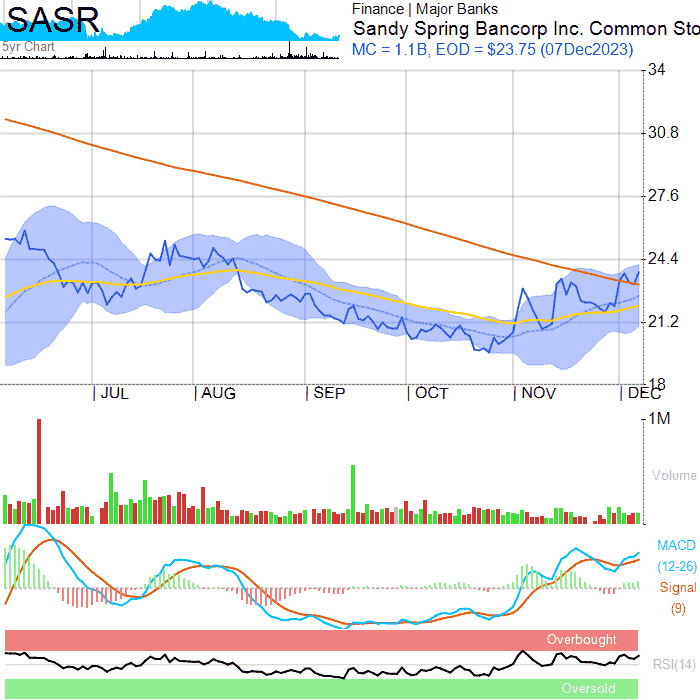 SASR
5yr Chart
Finance | Major Banks
Sandy Spring Bancorp Inc. Common Sto
MC = 1.1B, EOD = $23.75 (07Dec2023)
34
30.8
27.6
24.4
21.2
18
JUL
AUG
SEP
OCT
NOV
DEC
1M
Volume
MACD
(12-26)
Signal
(9)
Overbought
RSI(14)
Oversold